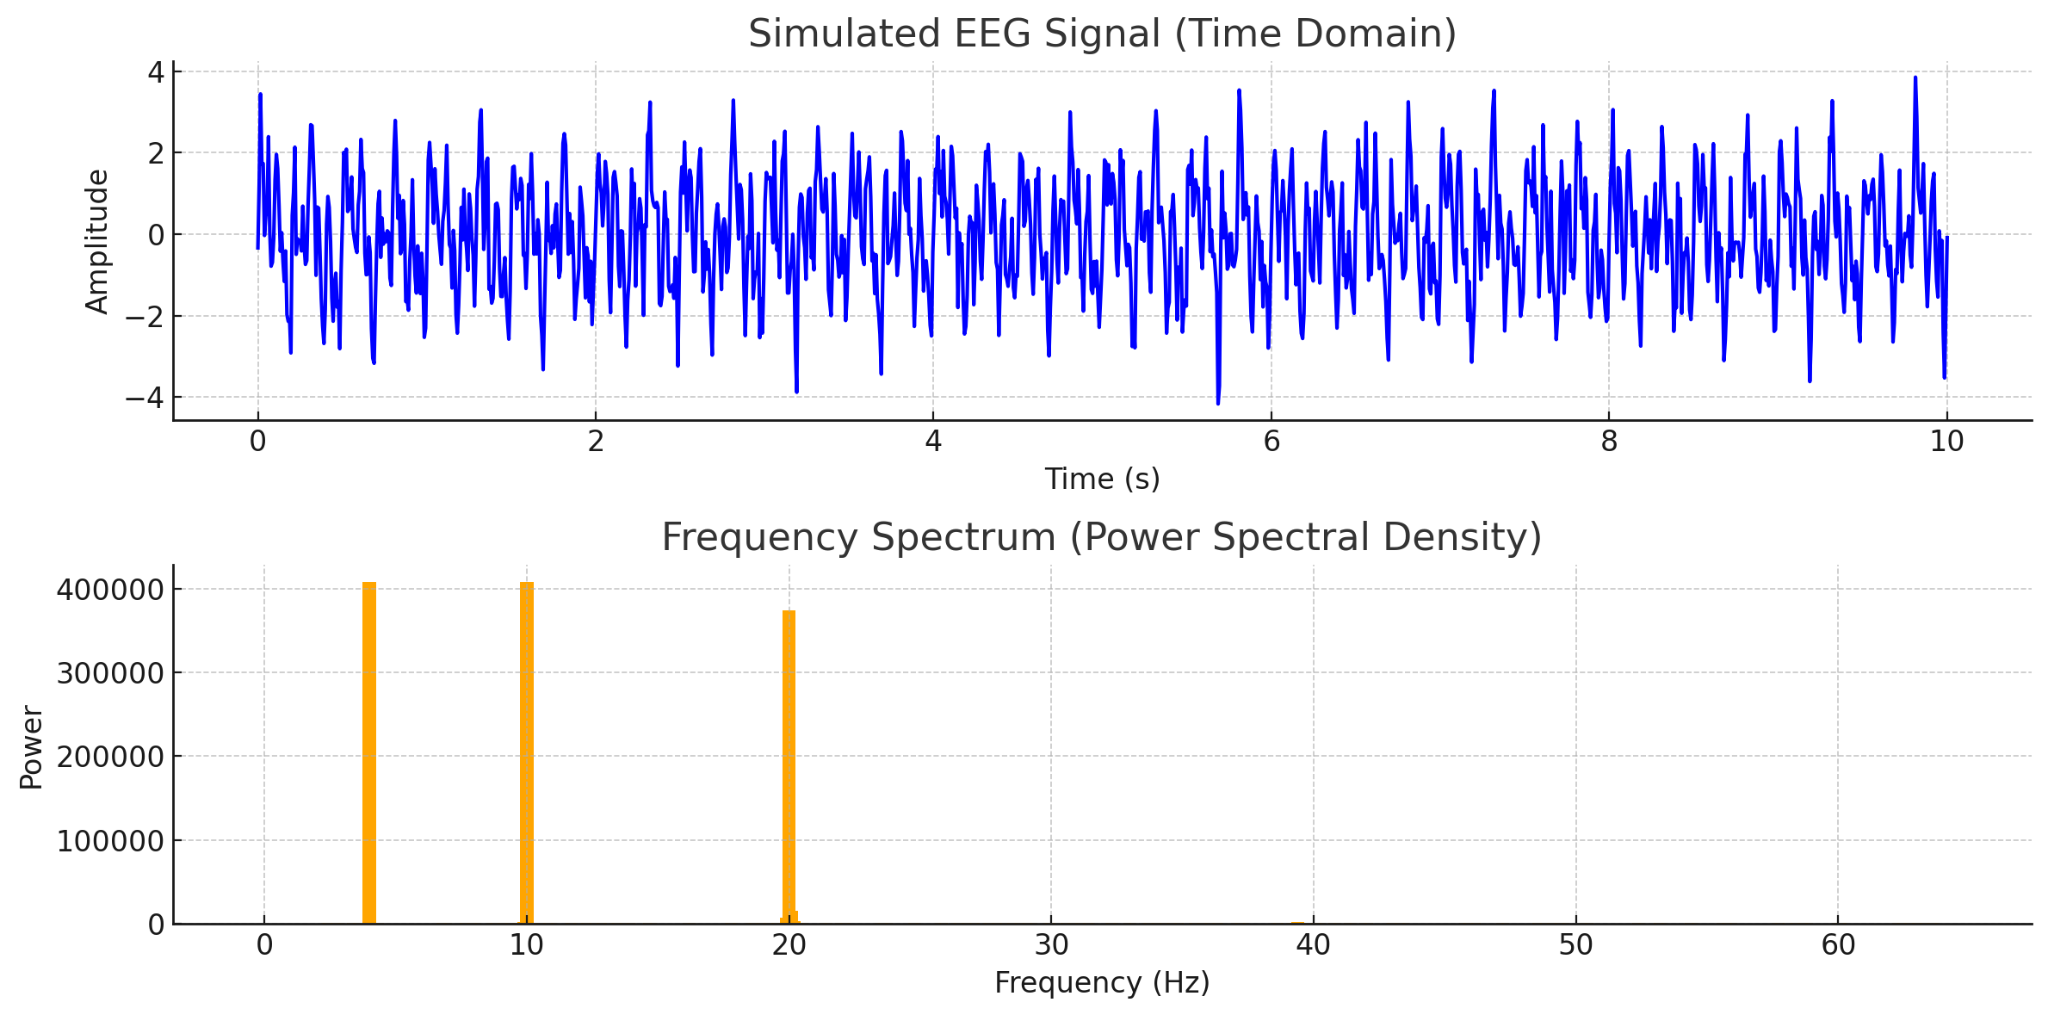 Simulated EEG Signal (Time Domain)
4
2
0
−2
−4
Amplitude
0 2 4 6 8 10
Time (s)
Frequency Spectrum (Power Spectral Density)
400000
300000
200000
100000
0
Power
0 10 20 30 40 50 60
Frequency (Hz)